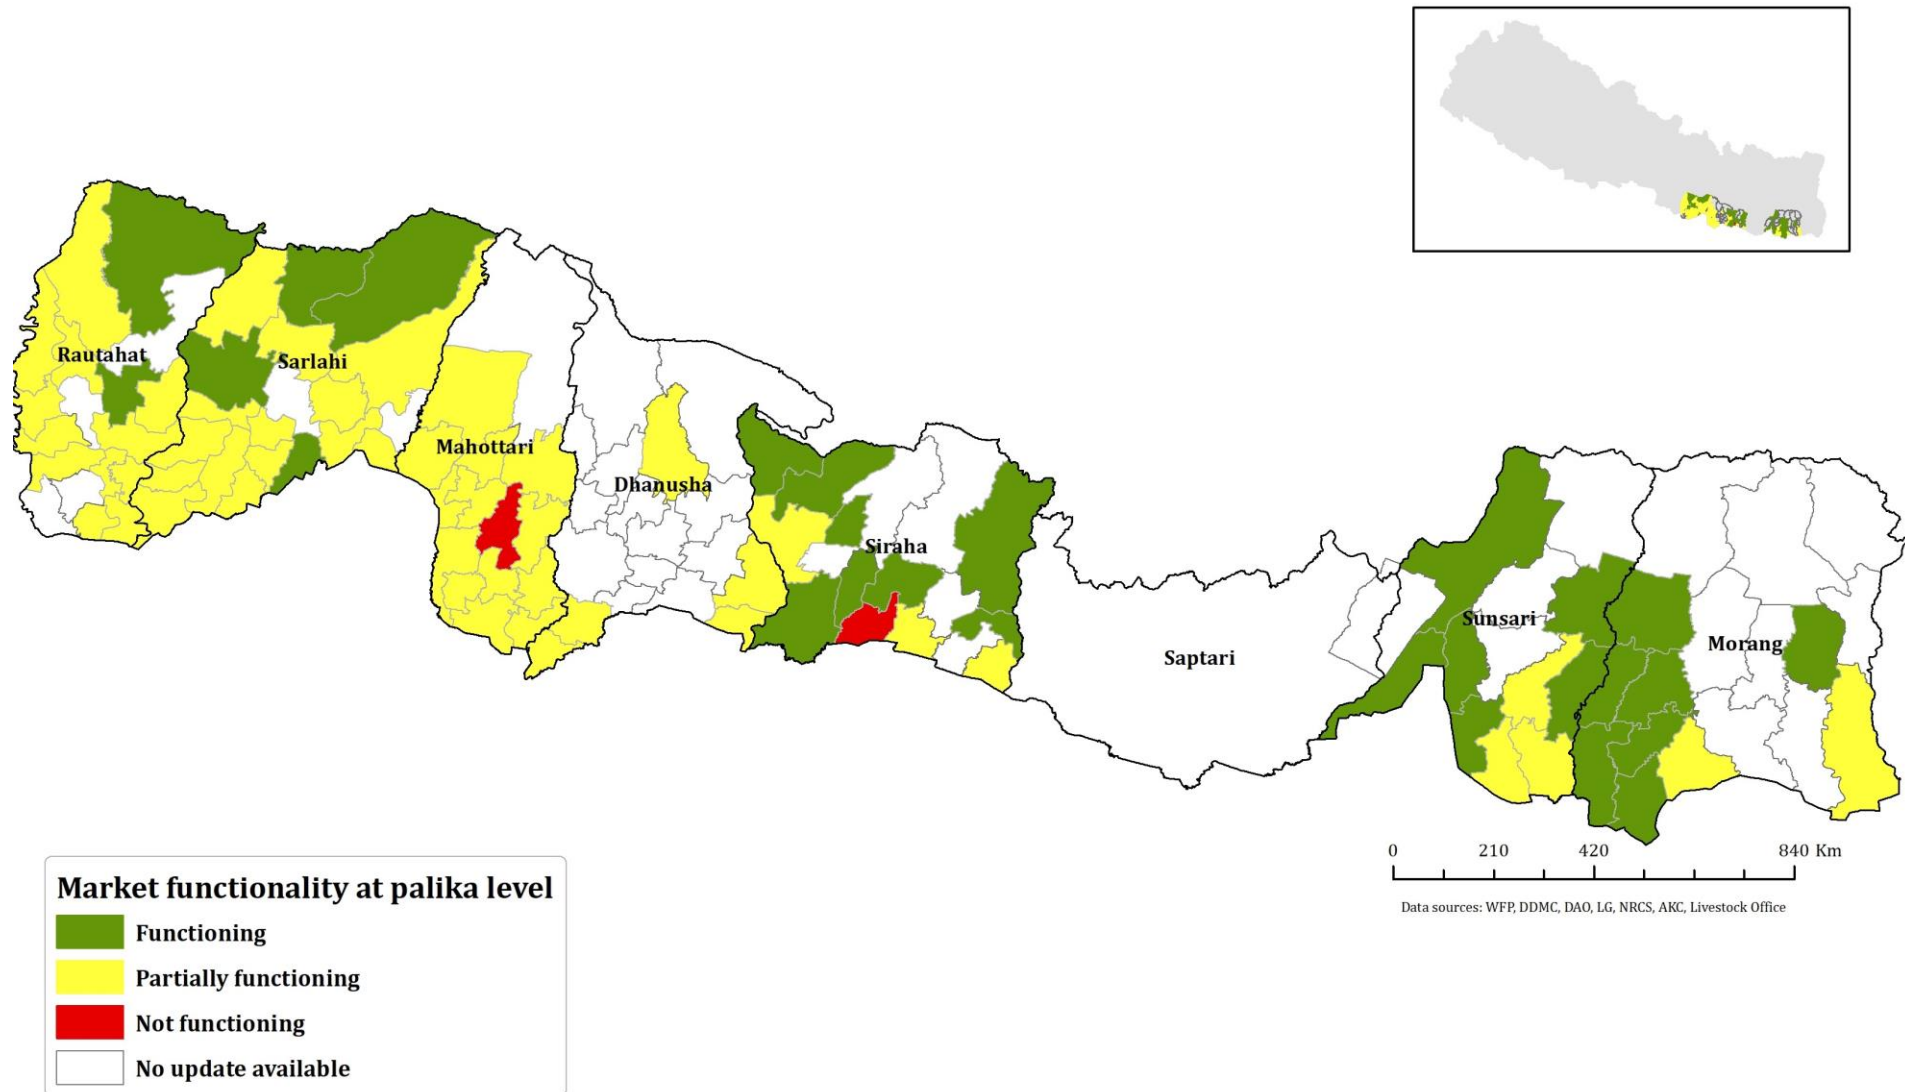 Rautahat
Sarlahi
Mahottari
Dhanusha
Siraha
Saptari
Sunsari
Morang
0 210 420 840 Km
Data sources: WFP, DDMC, DAO, LG, NRCS, AKC, Livestock Office
Market functionality at palika level
Functioning
Partially functioning
Not functioning
No update available